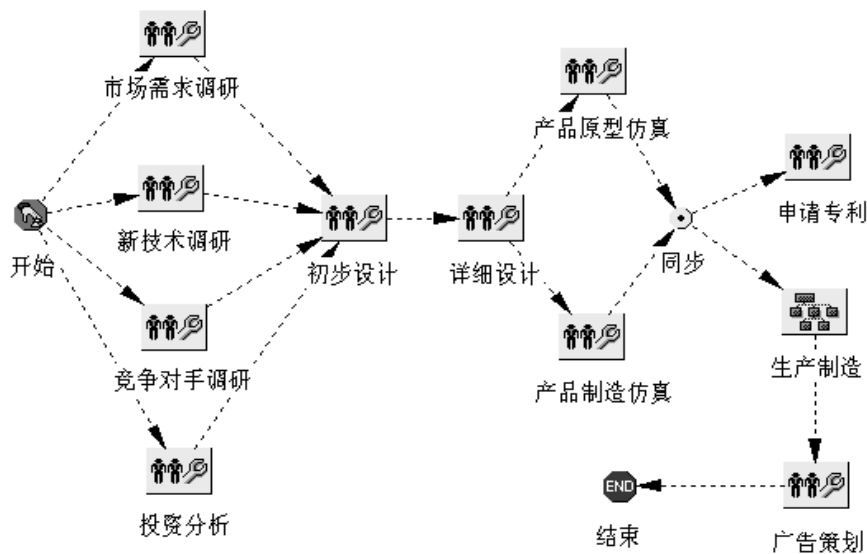 市场需求调研
产品原型仿真
申请专利
新技术调研
开始
初步设计
详细设计
同步
竞争对手调研
产品制造仿真
生产制造
投资分析
END
结束
广告策划